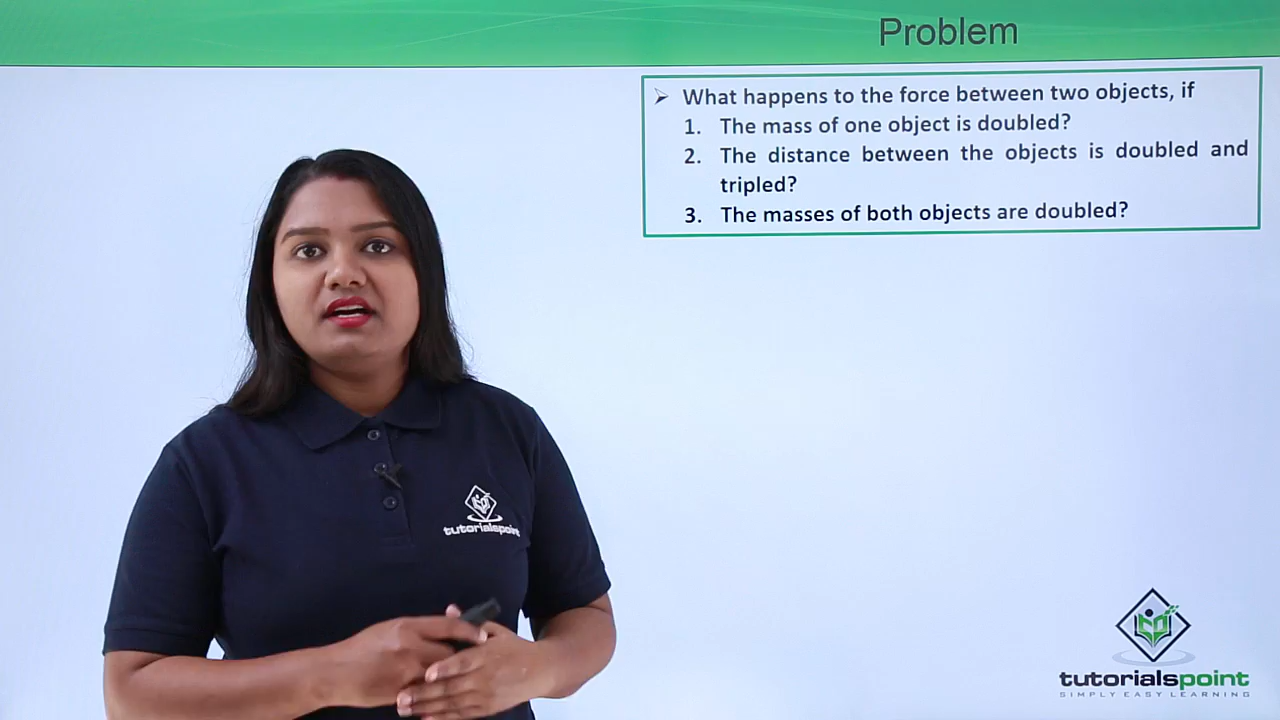 Problem
➢ What happens to the force between two objects, if
1. The mass of one object is doubled?
2. The distance between the objects is doubled and
tripled?
3. The masses of both objects are doubled?
tutorialspoint
tutorialspoint
SIMPLY EASY LEARNING